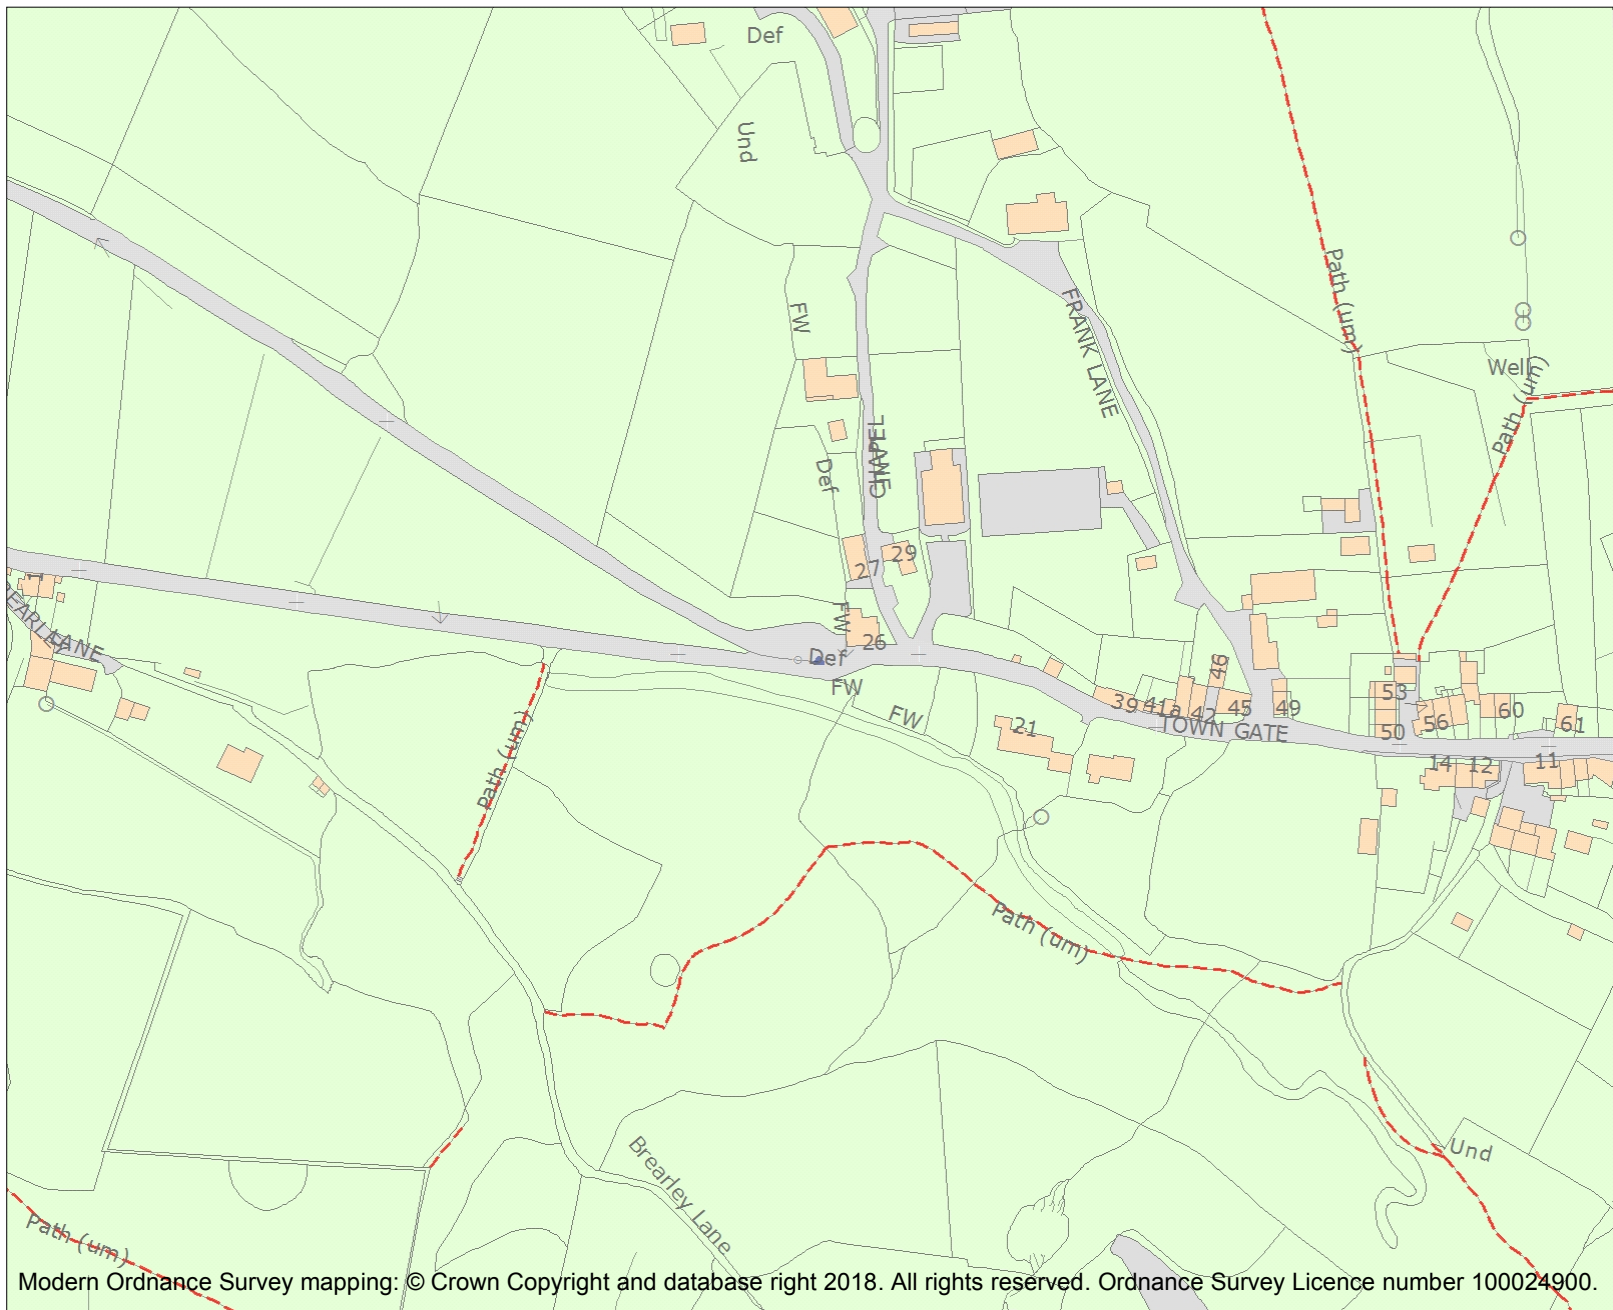 Def
Und
Path (um)
FW
FRANK LANE
Well
Path (um)
CHAPEL
LANE
Def
29
27
1
FW
26
LANE
Def
46
FW
53
39
41a
42
45
49
60
FW
21
TOWN GATE
50
56
61
Path (um)
14
12
11
Path (um)
Brearley Lane
Und
Path (um)
Modern Ordnance Survey mapping: © Crown Copyright and database right 2018. All rights reserved. Ordnance Survey Licence number 100024900.